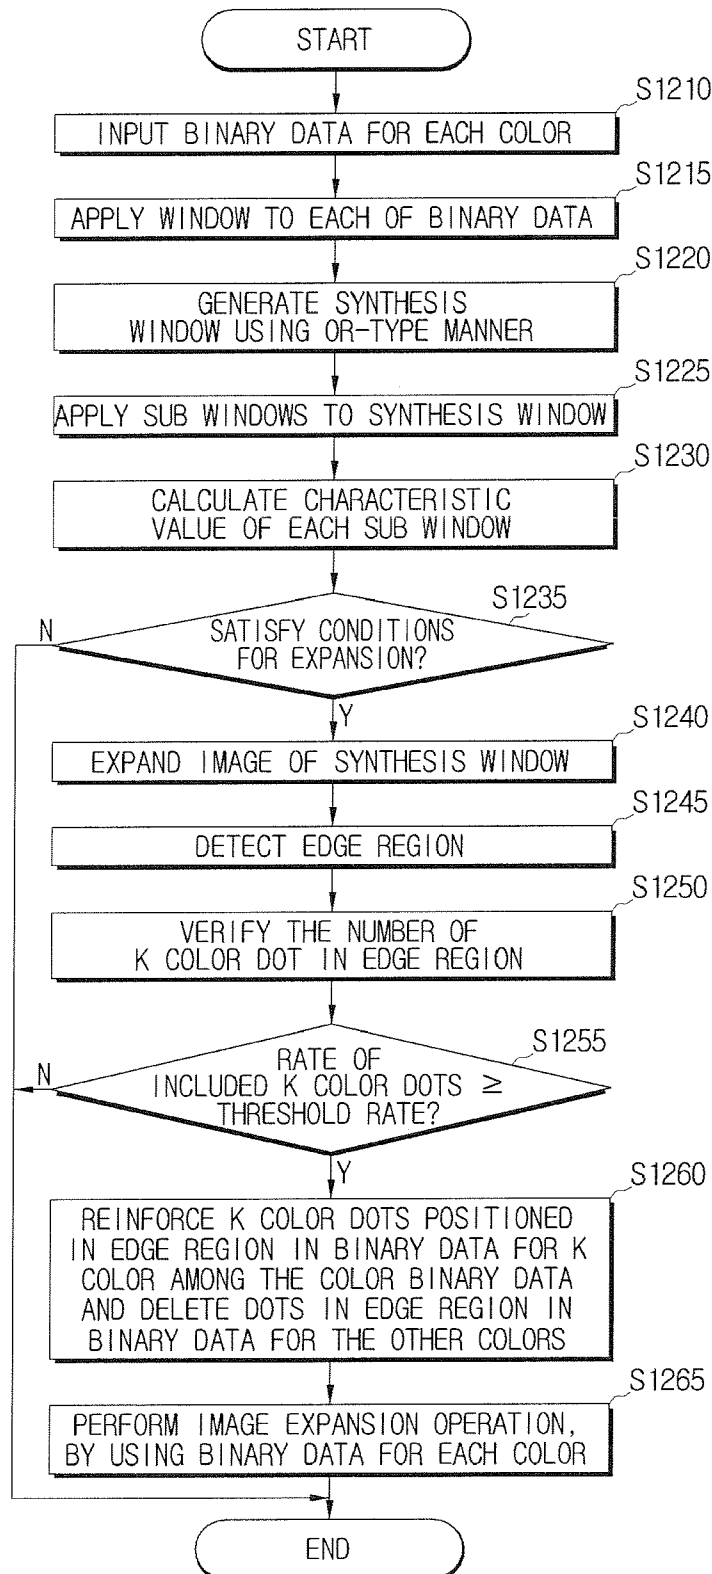 START
S1210
INPUT BINARY DATA FOR EACH COLOR
S1215
APPLY WINDOW TO EACH OF BINARY DATA
S1220
GENERATE SYNTHESIS
WINDOW USING OR-TYPE MANNER
S1225
APPLY SUB WINDOWS TO SYNTHESIS WINDOW
S1230
CALCULATE CHARACTERISTIC
VALUE OF EACH SUB WINDOW
S1235
N
SATISFY CONDITIONS
FOR EXPANSION?
Y
S1240
EXPAND IMAGE OF SYNTHESIS WINDOW
S1245
DETECT EDGE REGION
S1250
VERIFY THE NUMBER OF
K COLOR DOT IN EDGE REGION
S1255
N
RATE OF
INCLUDED K COLOR DOTS ≥
THRESHOLD RATE?
Y
S1260
REINFORCE K COLOR DOTS POSITIONED
IN EDGE REGION IN BINARY DATA FOR K
COLOR AMONG THE COLOR BINARY DATA
AND DELETE DOTS IN EDGE REGION IN
BINARY DATA FOR THE OTHER COLORS
S1265
PERFORM IMAGE EXPANSION OPERATION,
BY USING BINARY DATA FOR EACH COLOR
END